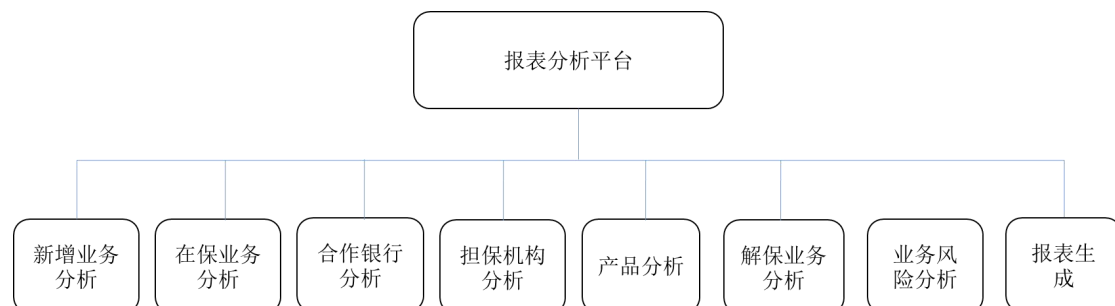 报表分析平台
新增业务
分析
在保业务
分析
合作银行
分析
担保机构
分析
产品分析
解保业务
分析
业务风
险分析
报表生
成